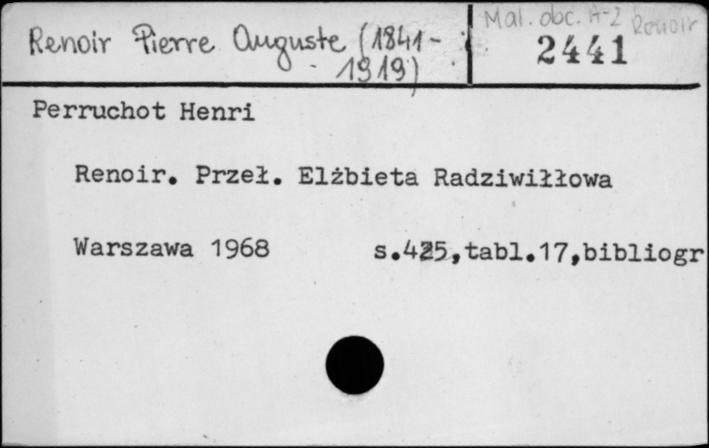 Renoir Pierre Auguste (1841-
1919)
Mal. obc. A-Z Renoir
2441
Perruchot Henri
Renoir. Przeł. Elżbieta Radziwiłłowa
Warszawa 1968 s.425,tabl.17,bibliogr